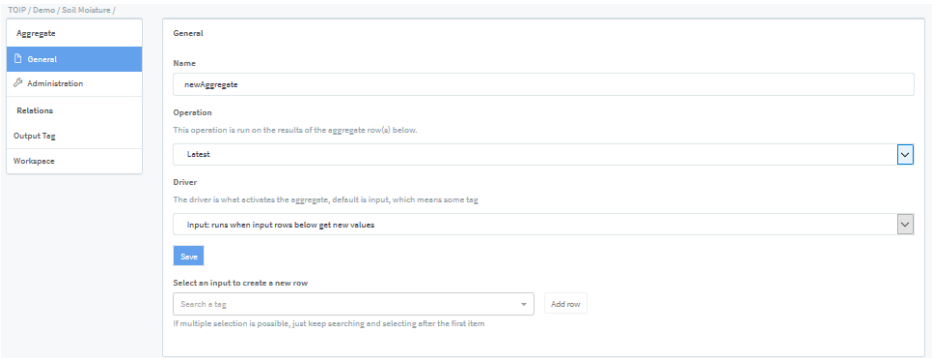 TOIP / Demo / Soil Moisture /
Aggregate
General
Administration
Relations
Output Tag
Workspace
General
Name
newAggregate
Operation
This operation is run on the results of the aggregate row(s) below.
Latest
Driver
The driver is what activates the aggregate, default is input, which means some tag
Input: runs when input rows below get new values
Save
Select an input to create a new row
Search a tag
Add row
If multiple selection is possible, just keep searching and selecting after the first item